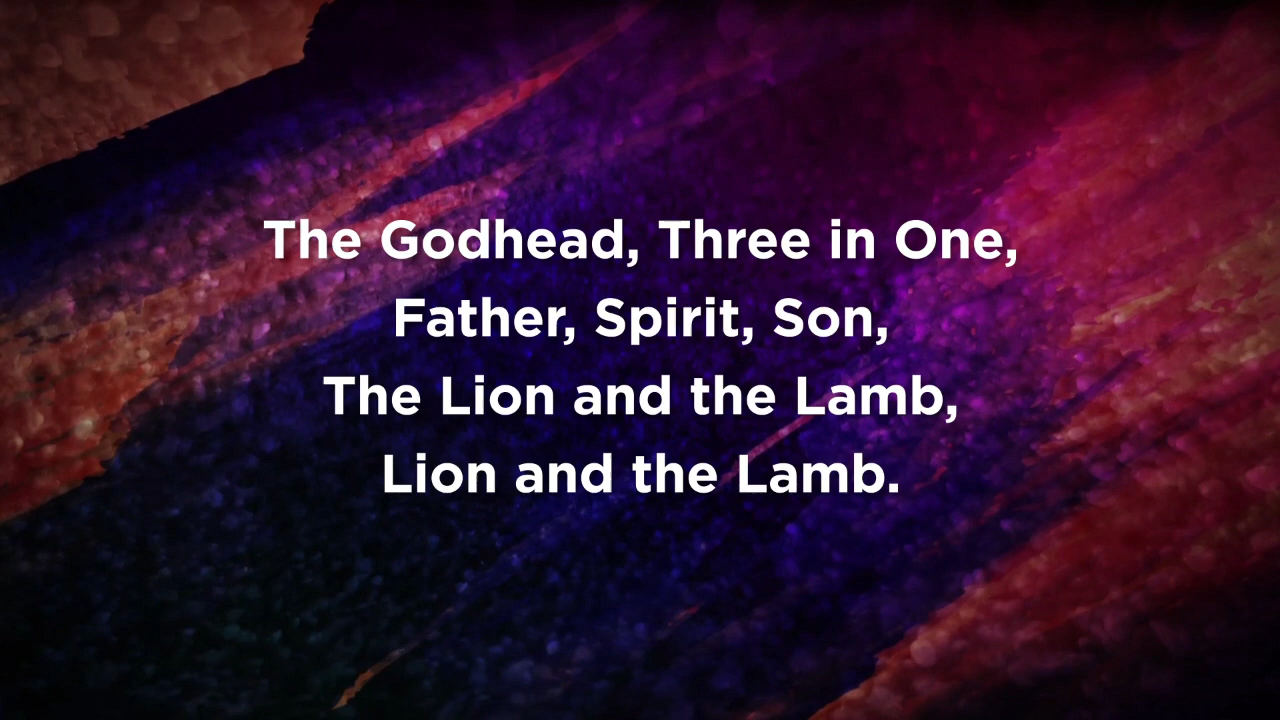 The Godhead, Three in One,
Father, Spirit, Son,
The Lion and the Lamb,
Lion and the Lamb.